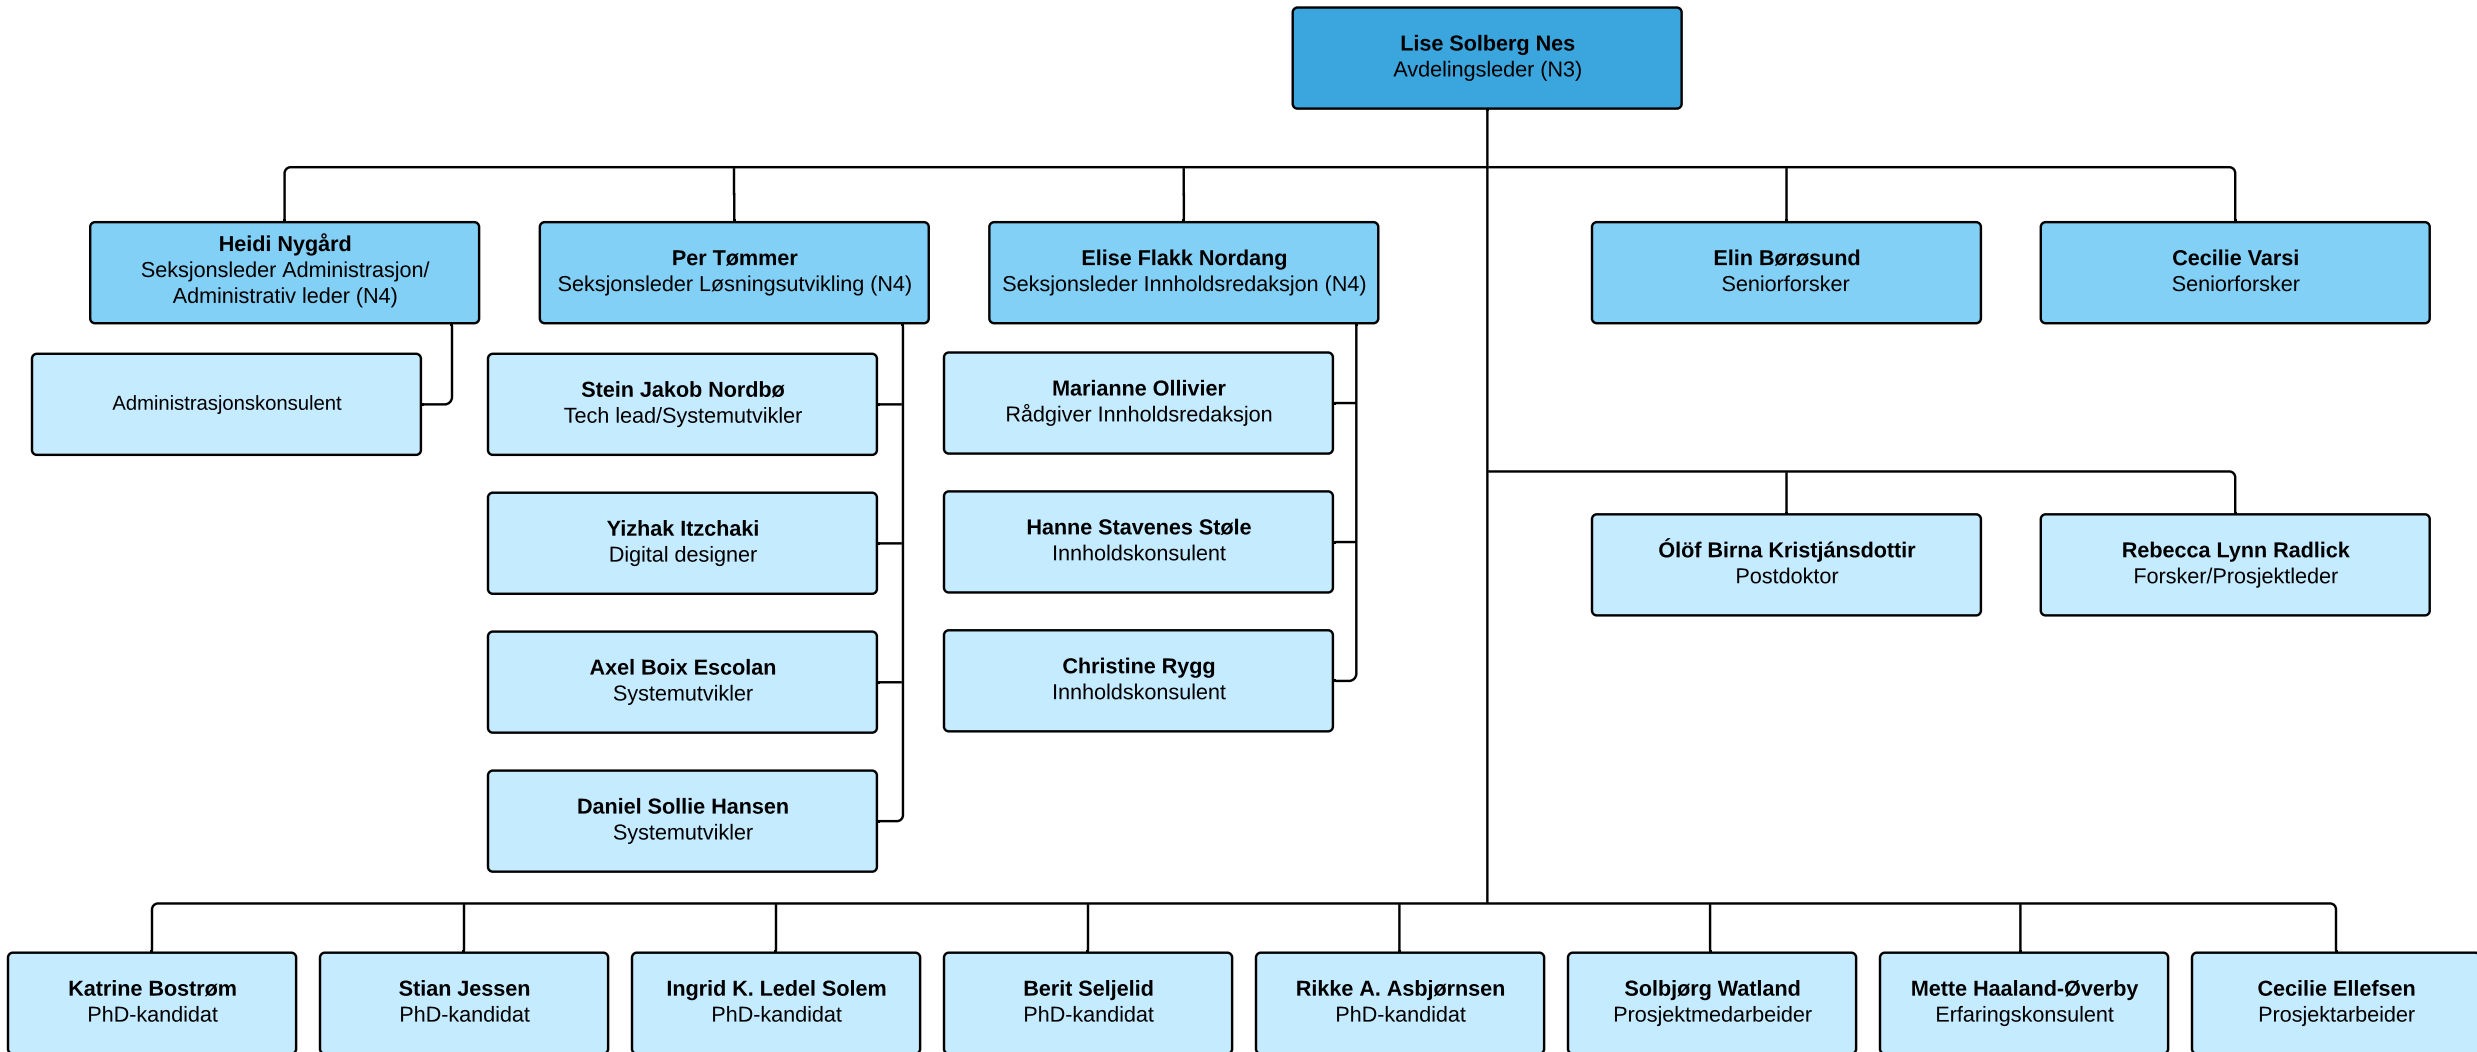 Lise Solberg Nes
Avdelingsleder (N3)
Heidi Nygård
Seksjonsleder Administrasjon/
Administrativ leder (N4)
Per Tømmer
Seksjonsleder Løsningsutvikling (N4)
Elise Flakk Nordang
Seksjonsleder Innholdsredaksjon (N4)
Elin Børøsund
Seniorforsker
Cecilie Varsi
Seniorforsker
Administrasjonskonsulent
Stein Jakob Nordbø
Tech lead/Systemutvikler
Marianne Ollivier
Rådgiver Innholdsredaksjon
Yizhak Itzchaki
Digital designer
Hanne Stavenes Støle
Innholdskonsulent
Ólöf Birna Kristjánsdottir
Postdoktor
Rebecca Lynn Radlick
Forsker/Prosjektleder
Axel Boix Escolan
Systemutvikler
Christine Rygg
Innholdskonsulent
Daniel Sollie Hansen
Systemutvikler
Katrine Bostrøm
PhD-kandidat
Stian Jessen
PhD-kandidat
Ingrid K. Ledel Solem
PhD-kandidat
Berit Seljelid
PhD-kandidat
Rikke A. Asbjørnsen
PhD-kandidat
Solbjørg Watland
Prosjektmedarbeider
Mette Haaland-Øverby
Erfaringskonsulent
Cecilie Ellefsen
Prosjektarbeider